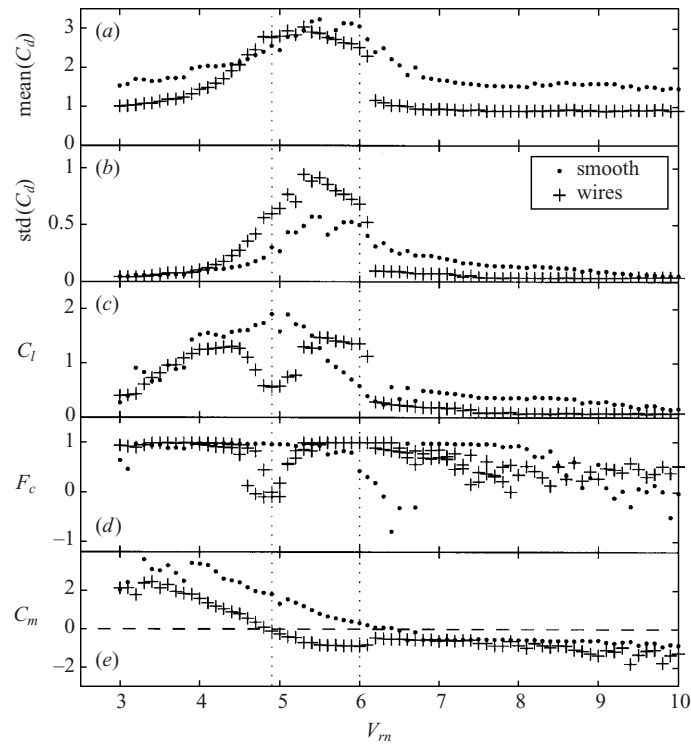 (a)
mean(C_d)
3
2
1
0
(b)
std(C_d)
1
0.5
0
smooth
wires
(c)
C_l
2
1
0
(d)
F_c
1
0
−1
(e)
C_m
2
0
−2
3 4 5 6 7 8 9 10
V_rn